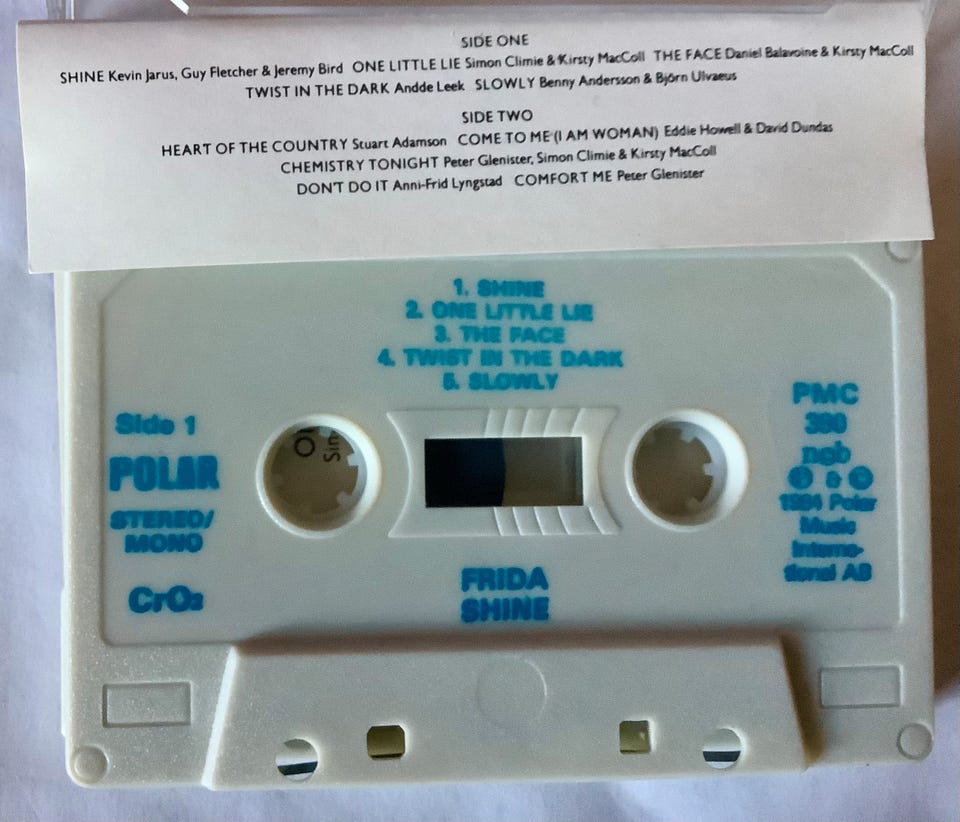 SIDE ONE
SHINE Kevin Jarus, Guy Fletcher & Jeremy Bird ONE LITTLE LIE Simon Climie & Kirsty MacColl THE FACE Daniel Balavoine & Kirsty MacColl
TWIST IN THE DARK Andde Leek SLOWLY Benny Andersson & Björn Ulvaeus
SIDE TWO
HEART OF THE COUNTRY Stuart Adamson COME TO ME (I AM WOMAN) Eddie Howell & David Dundas
CHEMISTRY TONIGHT Peter Glenister, Simon Climie & Kirsty MacColl
DON'T DO IT Anni-Frid Lyngstad COMFORT ME Peter Glenister
1. SHINE
2. ONE LITTLE LIE
3. THE FACE
4. TWIST IN THE DARK
5. SLOWLY
Side 1
POLAR
STEREO/
MONO
CrO₂
FRIDA
SHINE
PMC
380
ncb
Ⓟ & ©
1984 Polar
Music
Interna-
tional AB
Sim